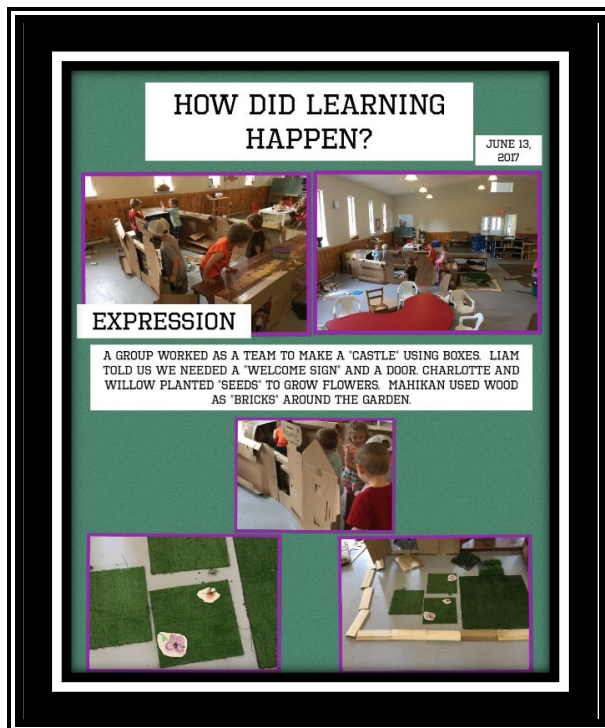 HOW DID LEARNING
HAPPEN?
JUNE 13,
2017
EXPRESSION
A GROUP WORKED AS A TEAM TO MAKE A "CASTLE" USING BOXES. LIAM
TOLD US WE NEEDED A "WELCOME SIGN" AND A DOOR. CHARLOTTE AND
WILLOW PLANTED "SEEDS" TO GROW FLOWERS. MAHIKAN USED WOOD
AS "BRICKS" AROUND THE GARDEN.